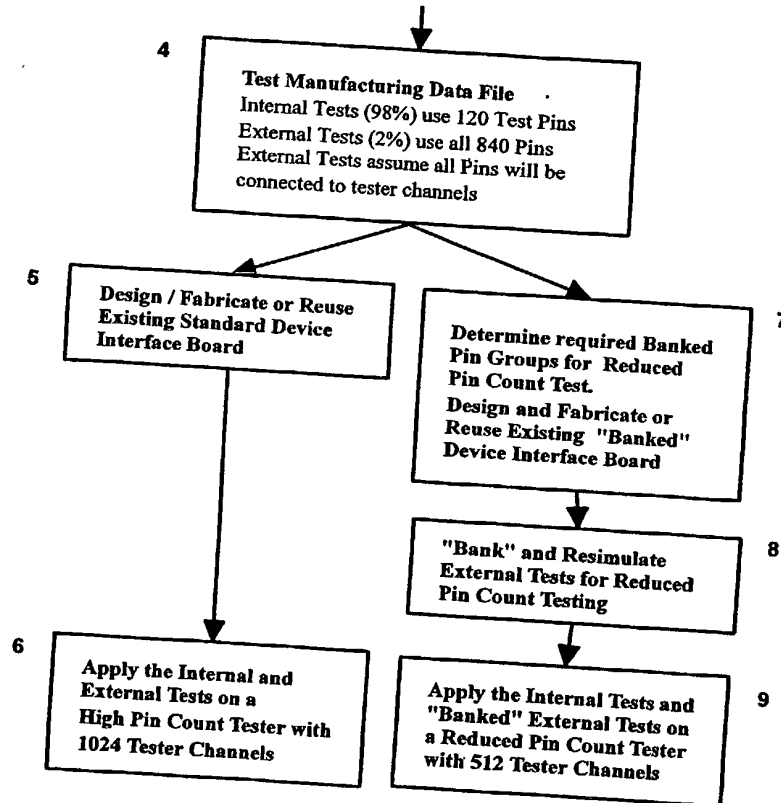 4
Test Manufacturing Data File
Internal Tests (98%) use 120 Test Pins
External Tests (2%) use all 840 Pins
External Tests assume all Pins will be
connected to tester channels
5
Design / Fabricate or Reuse
Existing Standard Device
Interface Board
7
Determine required Banked
Pin Groups for Reduced
Pin Count Test.
Design and Fabricate or
Reuse Existing "Banked"
Device Interface Board
8
"Bank" and Resimulate
External Tests for Reduced
Pin Count Testing
6
Apply the Internal and
External Tests on a
High Pin Count Tester with
1024 Tester Channels
9
Apply the Internal Tests and
"Banked" External Tests on
a Reduced Pin Count Tester
with 512 Tester Channels